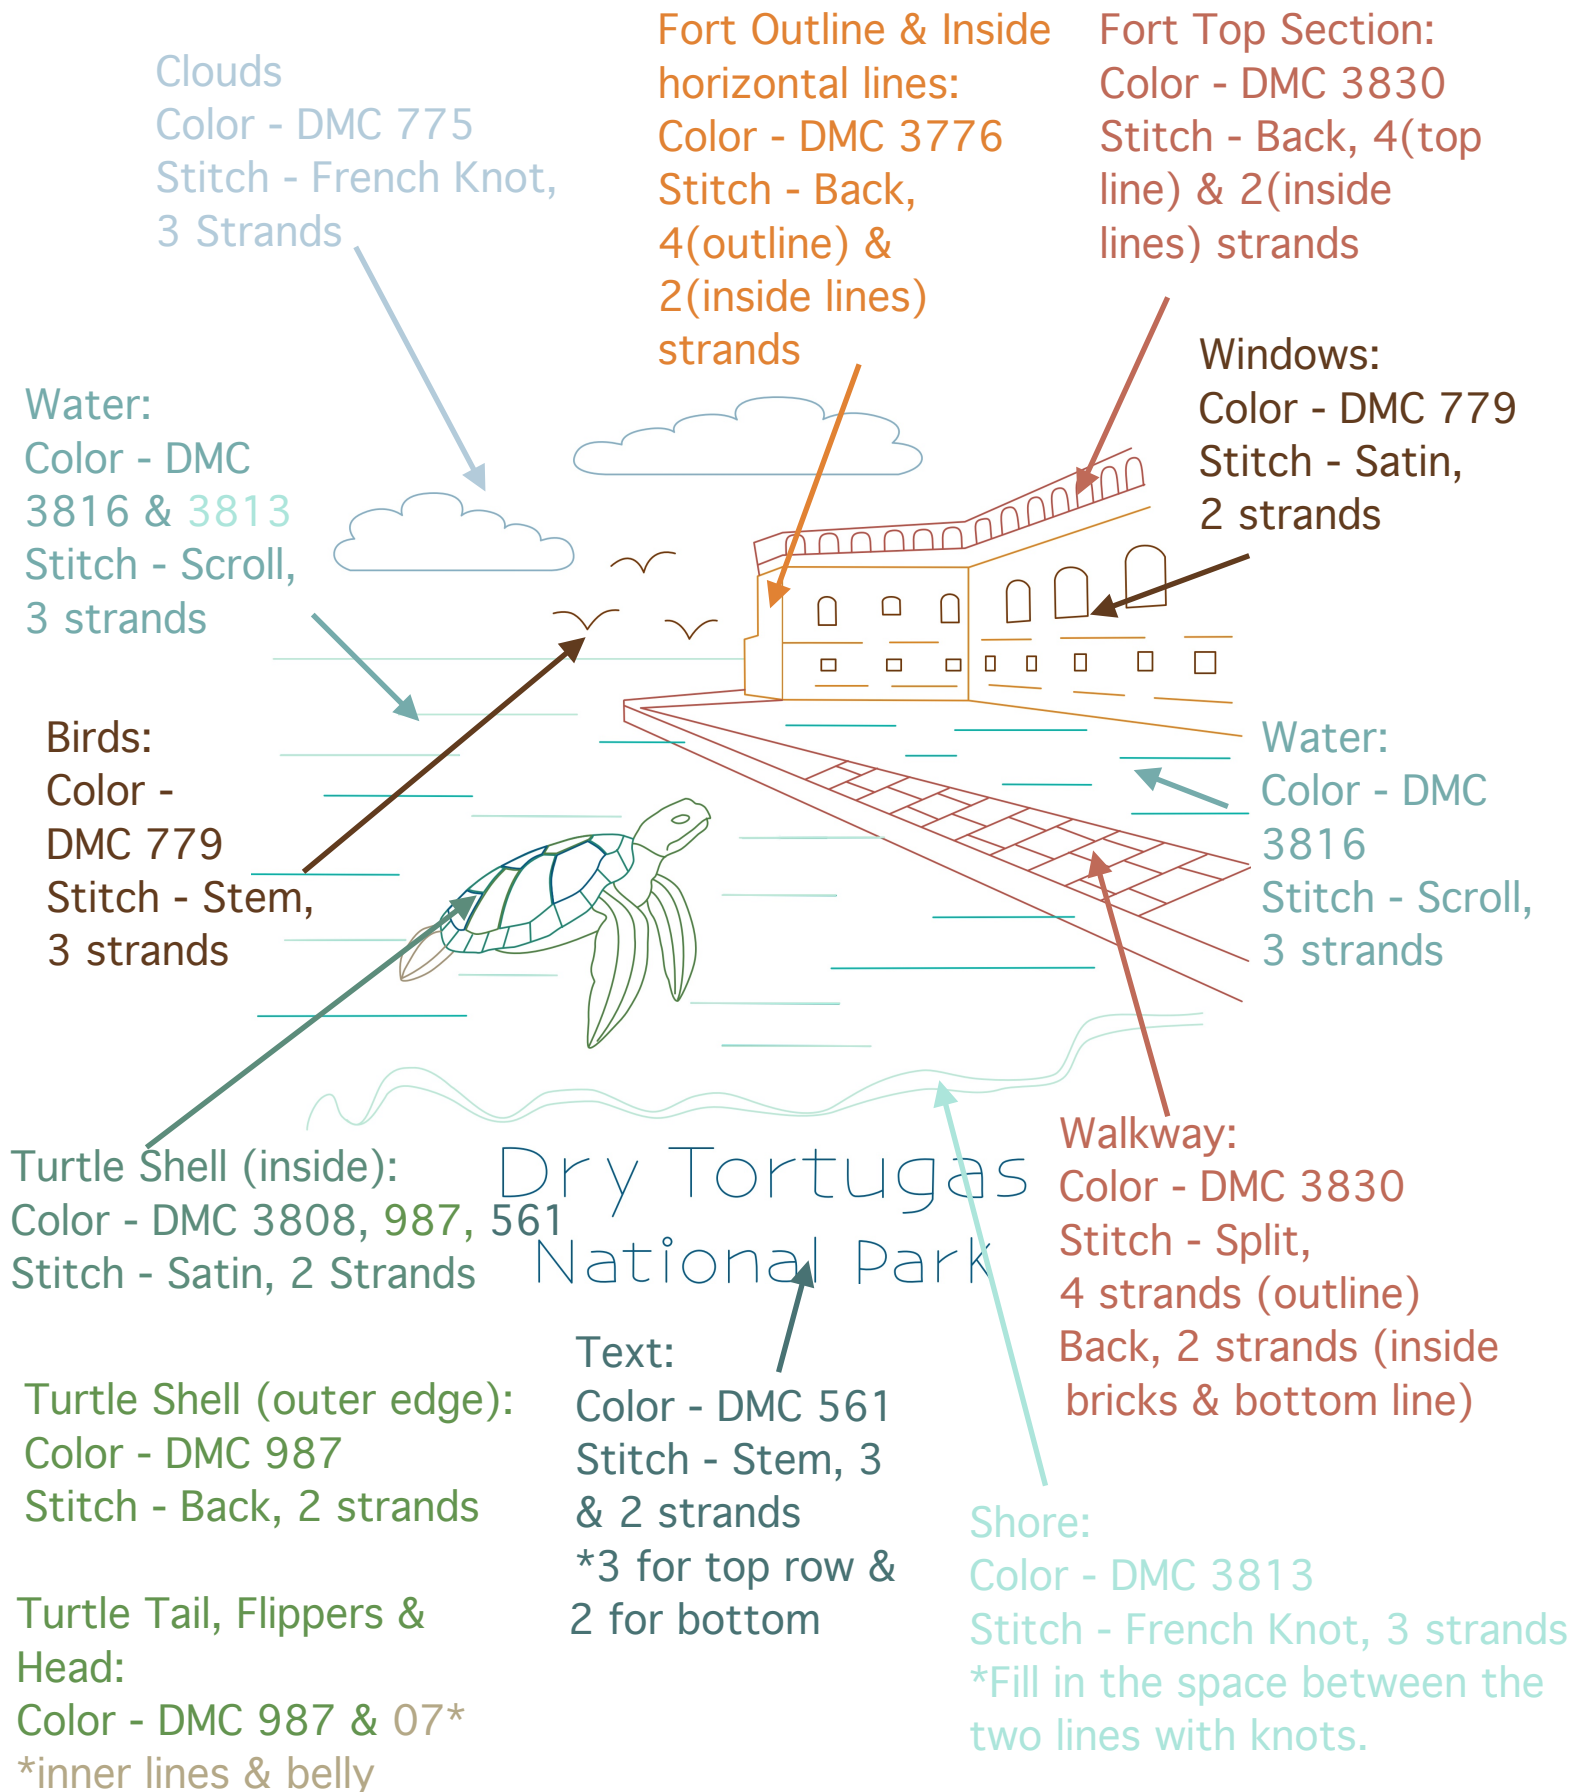 Clouds
Color - DMC 775
Stitch - French Knot,
3 Strands
Fort Outline & Inside
horizontal lines:
Color - DMC 3776
Stitch - Back,
4(outline) &
2(inside lines)
strands
Fort Top Section:
Color - DMC 3830
Stitch - Back, 4(top
line) & 2(inside
lines) strands
Windows:
Color - DMC 779
Stitch - Satin,
2 strands
Water:
Color - DMC
3816 & 3813
Stitch - Scroll,
3 strands
Birds:
Color -
DMC 779
Stitch - Stem,
3 strands
Water:
Color - DMC
3816
Stitch - Scroll,
3 strands
Turtle Shell (inside):
Color - DMC 3808, 987, 561
Stitch - Satin, 2 Strands
Dry Tortugas
National Park
Walkway:
Color - DMC 3830
Stitch - Split,
4 strands (outline)
Back, 2 strands (inside
bricks & bottom line)
Turtle Shell (outer edge):
Color - DMC 987
Stitch - Back, 2 strands
Text:
Color - DMC 561
Stitch - Stem, 3
& 2 strands
*3 for top row &
2 for bottom
Shore:
Color - DMC 3813
Stitch - French Knot, 3 strands
*Fill in the space between the
two lines with knots.
Turtle Tail, Flippers &
Head:
Color - DMC 987 & 07*
*inner lines & belly